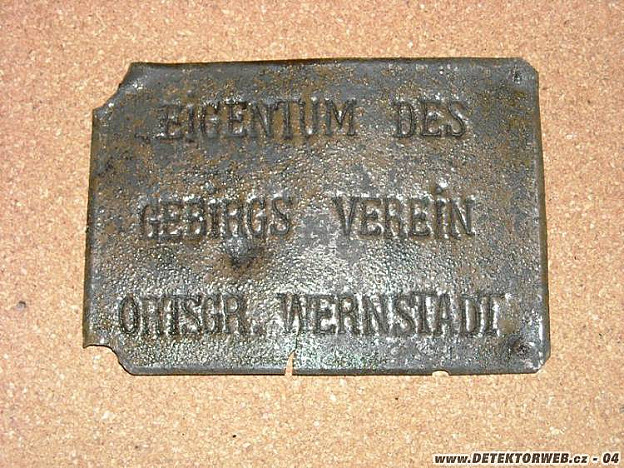 EiGENTUM DES
GEBiRGS VEREiN
ORTSGR. WERNSTADT
www.DETEKTORWEB.cz - 04